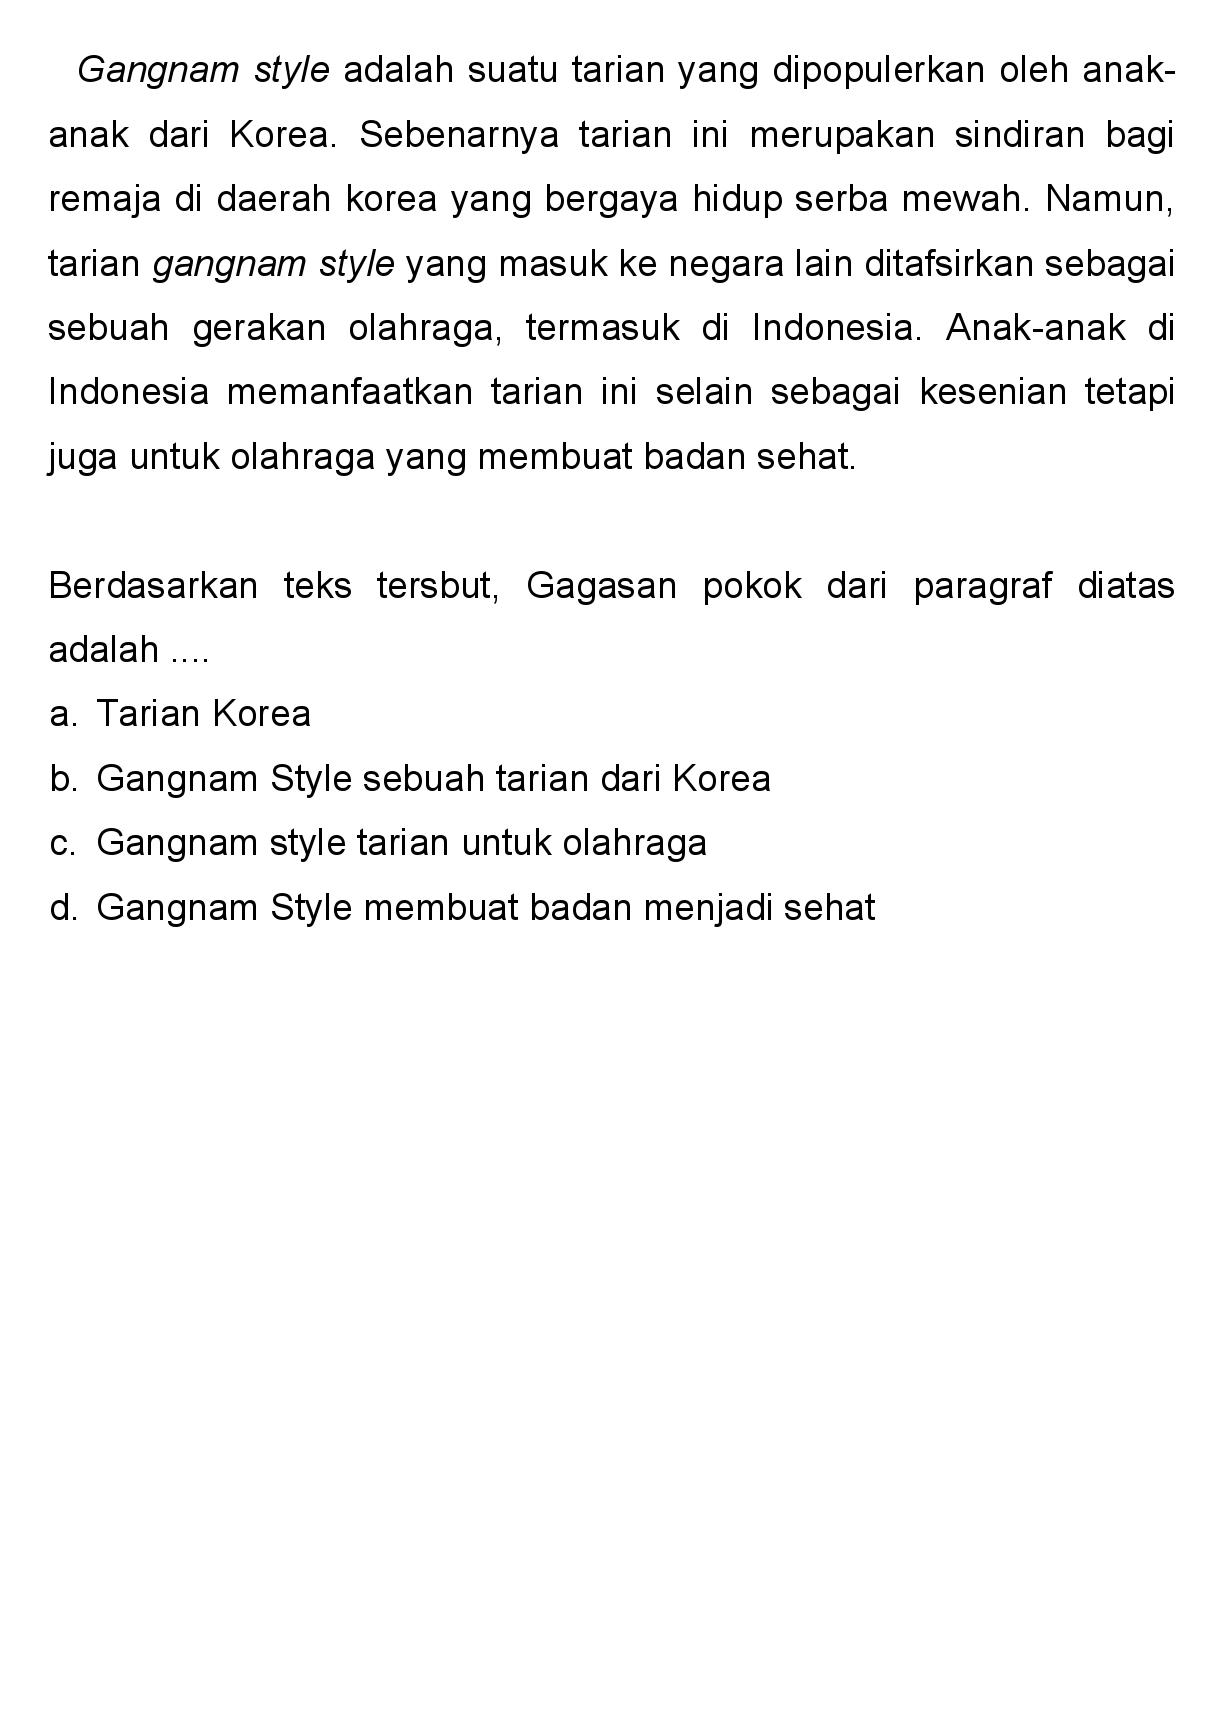 Gangnam style adalah suatu tarian yang dipopulerkan oleh anak-
anak dari Korea. Sebenarnya tarian ini merupakan sindiran bagi
remaja di daerah korea yang bergaya hidup serba mewah. Namun,
tarian gangnam style yang masuk ke negara lain ditafsirkan sebagai
sebuah gerakan olahraga, termasuk di Indonesia. Anak-anak di
Indonesia memanfaatkan tarian ini selain sebagai kesenian tetapi
juga untuk olahraga yang membuat badan sehat.
Berdasarkan teks tersbut, Gagasan pokok dari paragraf diatas
adalah ....
a. Tarian Korea
b. Gangnam Style sebuah tarian dari Korea
c. Gangnam style tarian untuk olahraga
d. Gangnam Style membuat badan menjadi sehat